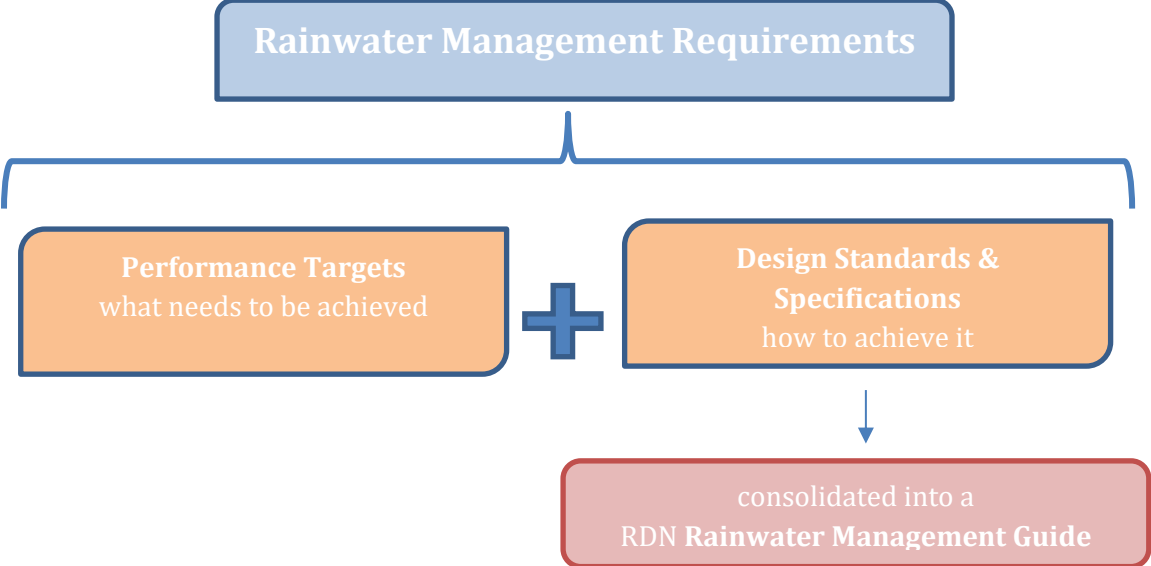 Rainwater Management Requirements
Performance Targets
what needs to be achieved
Design Standards &
Specifications
how to achieve it
consolidated into a
RDN Rainwater Management Guide